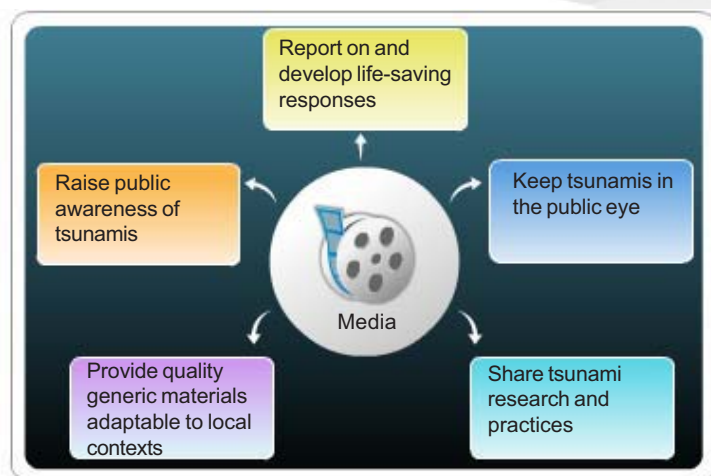 Report on and
develop life-saving
responses
Raise public
awareness of
tsunamis
Keep tsunamis in
the public eye
Media
Provide quality
generic materials
adaptable to local
contexts
Share tsunami
research and
practices